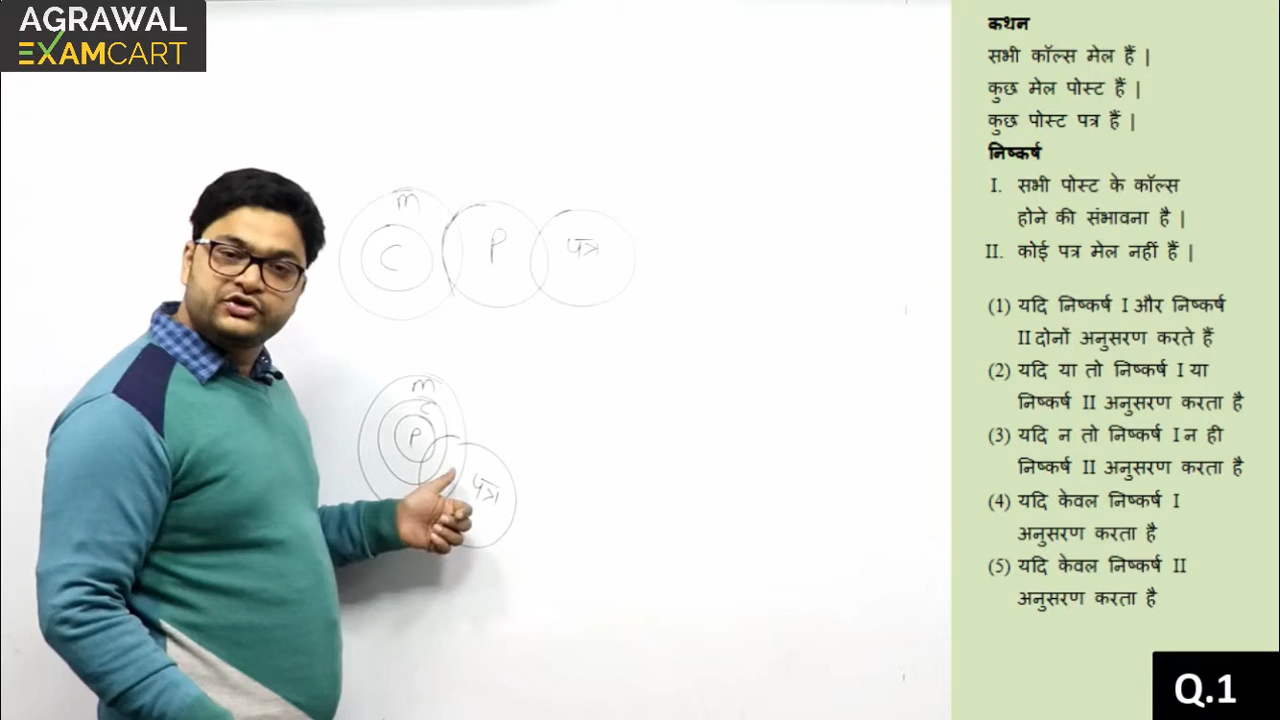 AGRAWAL
EXAMCART
m
C
P
पत्र
m
C
P
पत्र
कथन
सभी कॉल्स मेल हैं |
कुछ मेल पोस्ट हैं |
कुछ पोस्ट पत्र हैं |
निष्कर्ष
I. सभी पोस्ट के कॉल्स
होने की संभावना है |
II. कोई पत्र मेल नहीं हैं |
(1) यदि निष्कर्ष I और निष्कर्ष
II दोनों अनुसरण करते हैं
(2) यदि या तो निष्कर्ष I या
निष्कर्ष II अनुसरण करता है
(3) यदि न तो निष्कर्ष I न ही
निष्कर्ष II अनुसरण करता है
(4) यदि केवल निष्कर्ष I
अनुसरण करता है
(5) यदि केवल निष्कर्ष II
अनुसरण करता है
Q.1